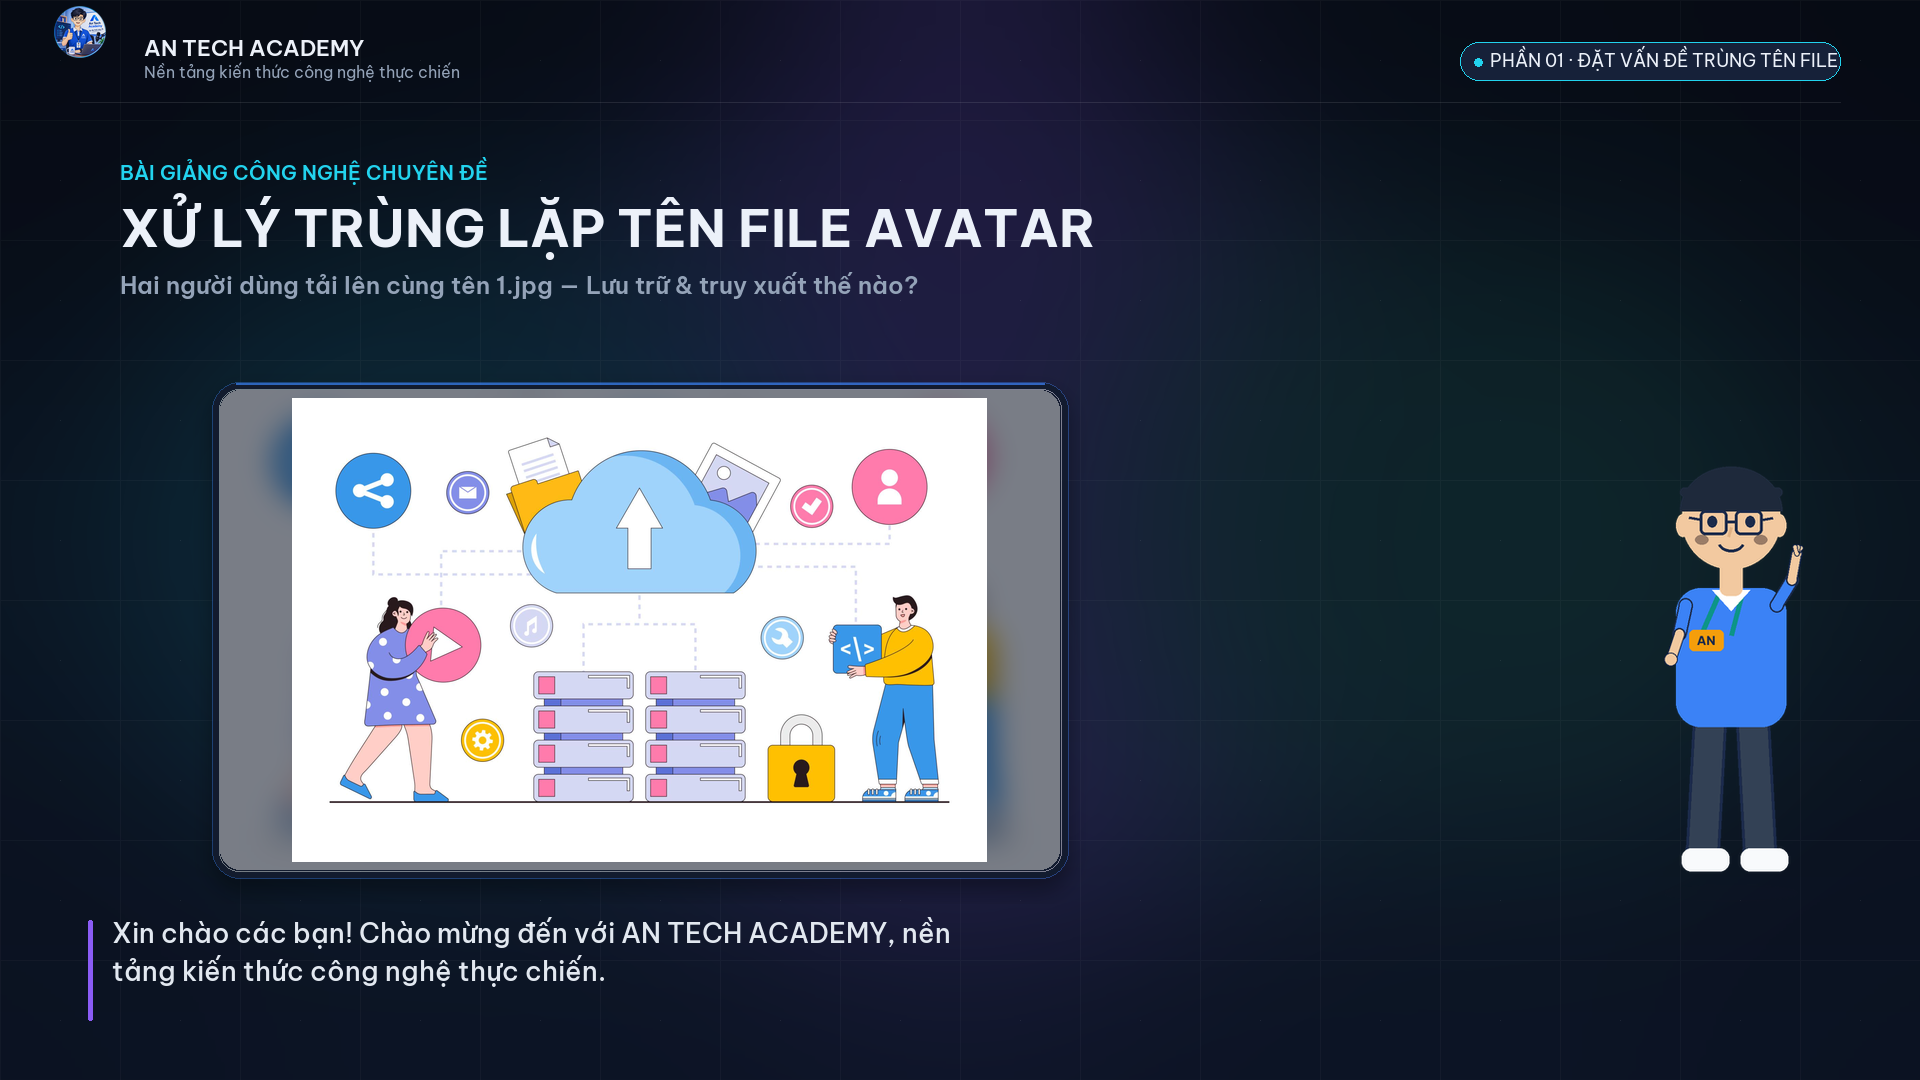 AN TECH ACADEMY
Nền tảng kiến thức công nghệ thực chiến
PHẦN 01 · ĐẶT VẤN ĐỀ TRÙNG TÊN FILE
BÀI GIẢNG CÔNG NGHỆ CHUYÊN ĐỀ
XỬ LÝ TRÙNG LẶP TÊN FILE AVATAR
Hai người dùng tải lên cùng tên 1.jpg — Lưu trữ & truy xuất thế nào?
</>
AN
Xin chào các bạn! Chào mừng đến với AN TECH ACADEMY, nền
tảng kiến thức công nghệ thực chiến.